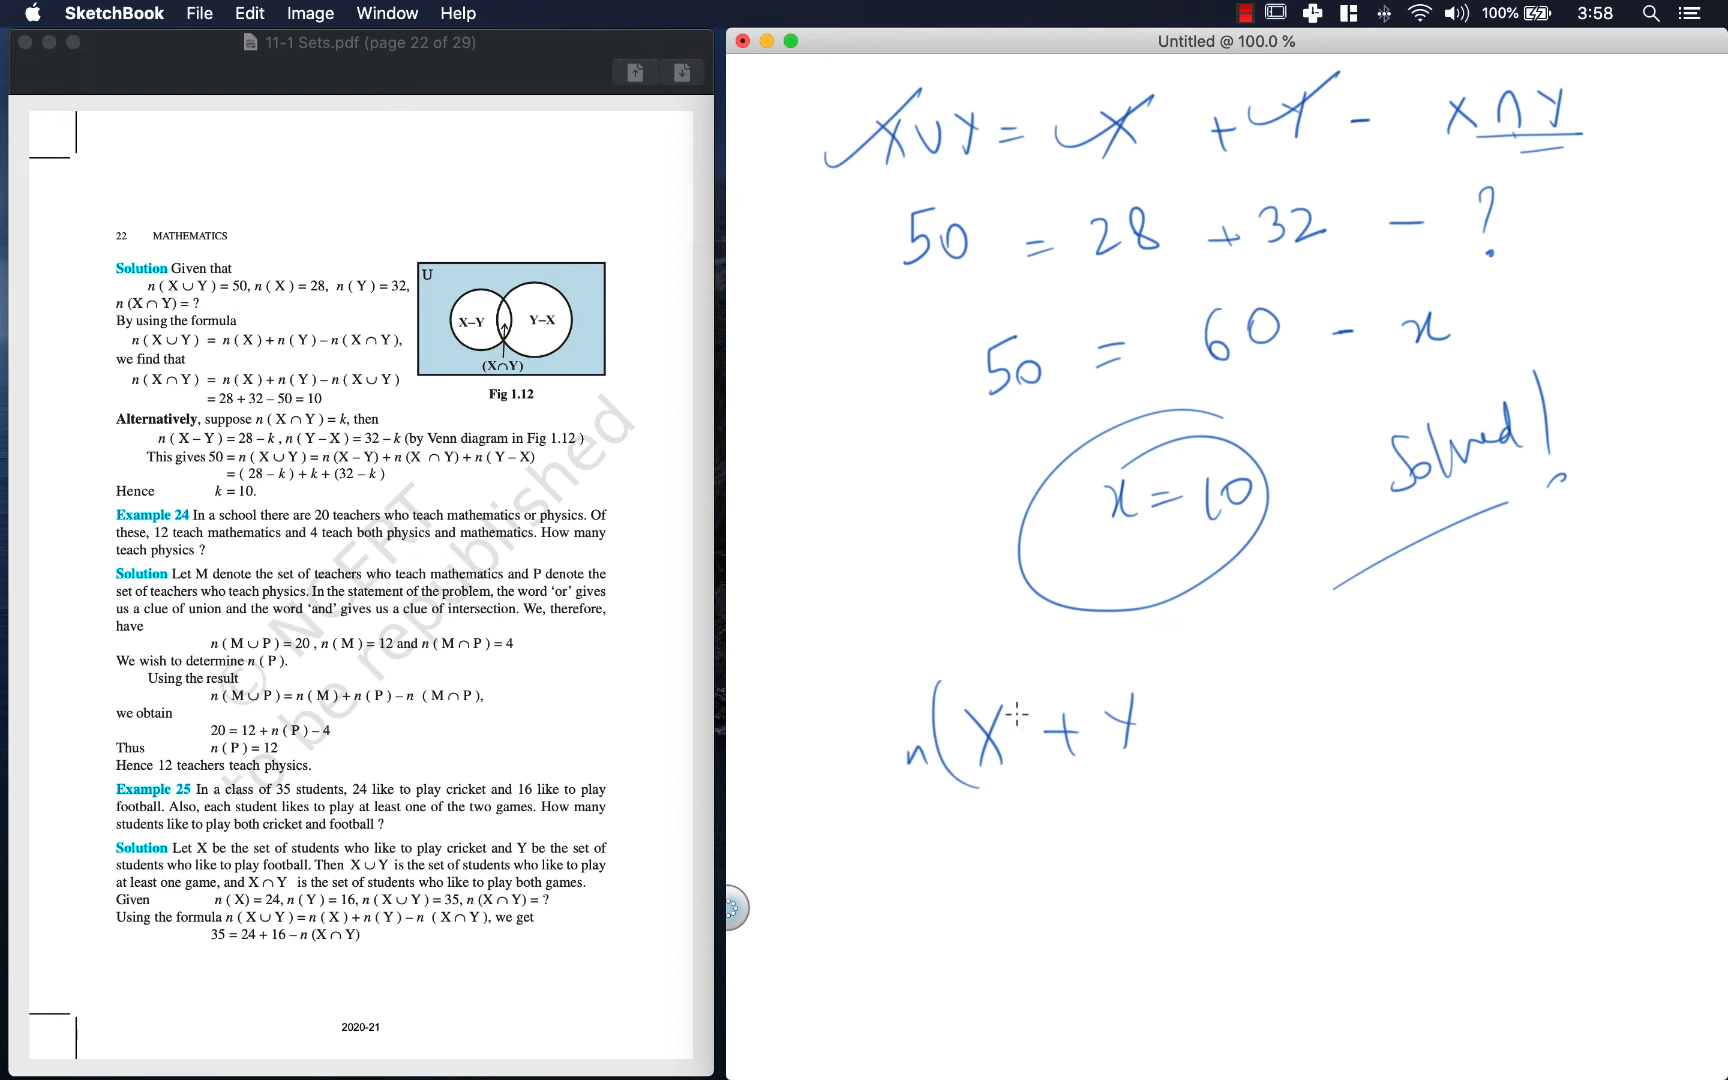 SketchBook File Edit Image Window Help
100% 3:58
11-1 Sets.pdf (page 22 of 29)
22 MATHEMATICS
Solution Given that
n ( X ∪ Y ) = 50, n ( X ) = 28, n ( Y ) = 32,
n (X ∩ Y) = ?
By using the formula
n ( X ∪ Y ) = n ( X ) + n ( Y ) – n ( X ∩ Y ),
we find that
n ( X ∩ Y ) = n ( X ) + n ( Y ) – n ( X ∪ Y )
= 28 + 32 – 50 = 10
U
X–Y Y–X
(X∩Y)
Fig 1.12
Alternatively, suppose n ( X ∩ Y ) = k, then
n ( X – Y ) = 28 – k , n ( Y – X ) = 32 – k (by Venn diagram in Fig 1.12 )
This gives 50 = n ( X ∪ Y ) = n (X – Y) + n (X ∩ Y) + n ( Y – X)
= ( 28 – k ) + k + (32 – k )
Hence k = 10.
Example 24 In a school there are 20 teachers who teach mathematics or physics. Of
these, 12 teach mathematics and 4 teach both physics and mathematics. How many
teach physics ?
Solution Let M denote the set of teachers who teach mathematics and P denote the
set of teachers who teach physics. In the statement of the problem, the word ‘or’ gives
us a clue of union and the word ‘and’ gives us a clue of intersection. We, therefore,
have
n ( M ∪ P ) = 20 , n ( M ) = 12 and n ( M ∩ P ) = 4
We wish to determine n ( P ).
Using the result
n ( M ∪ P ) = n ( M ) + n ( P ) – n ( M ∩ P ),
we obtain
20 = 12 + n ( P ) – 4
Thus n ( P ) = 12
Hence 12 teachers teach physics.
Example 25 In a class of 35 students, 24 like to play cricket and 16 like to play
football. Also, each student likes to play at least one of the two games. How many
students like to play both cricket and football ?
Solution Let X be the set of students who like to play cricket and Y be the set of
students who like to play football. Then X ∪ Y is the set of students who like to play
at least one game, and X ∩ Y is the set of students who like to play both games.
Given n ( X) = 24, n ( Y ) = 16, n ( X ∪ Y ) = 35, n (X ∩ Y) = ?
Using the formula n ( X ∪ Y ) = n ( X ) + n ( Y ) – n ( X ∩ Y ), we get
35 = 24 + 16 – n (X ∩ Y)
© NCERT
to be republished
2020-21
Untitled @ 100.0 %
X∪Y = X + Y - X∩Y
50 = 28 + 32 - ?
50 = 60 - x
x = 10
Solved!
n(X + Y